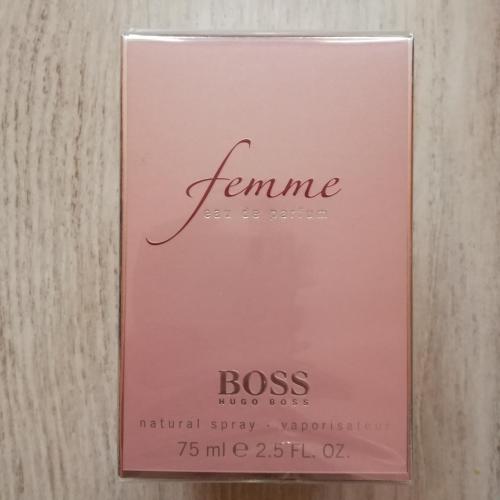 femme
eau de parfum
BOSS
HUGO BOSS
natural spray - vaporisateur
75 ml ℮ 2.5 FL. OZ.